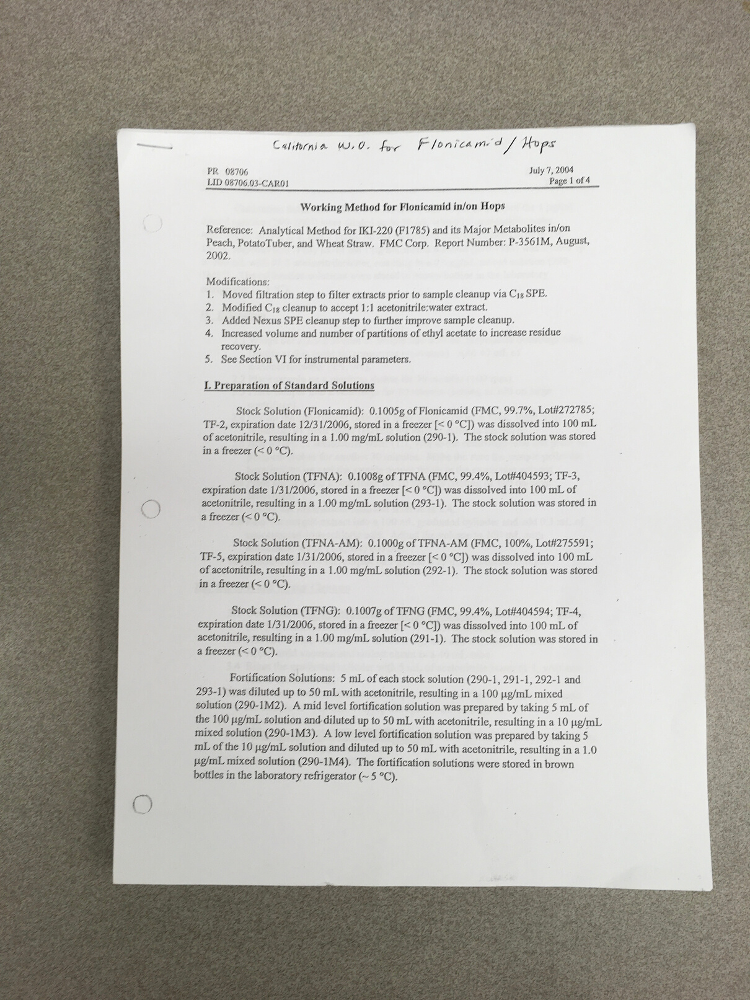 California W.O. for Flonicamid / Hops
PR 08706
July 7, 2004
LID 08706.03-CAR01
Page 1 of 4
Working Method for Flonicamid in/on Hops
Reference: Analytical Method for IKI-220 (F1785) and its Major Metabolites in/on
Peach, PotatoTuber, and Wheat Straw. FMC Corp. Report Number: P-3561M, August,
2002.
Modifications:
1. Moved filtration step to filter extracts prior to sample cleanup via C18 SPE.
2. Modified C18 cleanup to accept 1:1 acetonitrile:water extract.
3. Added Nexus SPE cleanup step to further improve sample cleanup.
4. Increased volume and number of partitions of ethyl acetate to increase residue
recovery.
5. See Section VI for instrumental parameters.
I. Preparation of Standard Solutions
Stock Solution (Flonicamid): 0.1005g of Flonicamid (FMC, 99.7%, Lot#272785;
TF-2, expiration date 12/31/2006, stored in a freezer [< 0 °C]) was dissolved into 100 mL
of acetonitrile, resulting in a 1.00 mg/mL solution (290-1). The stock solution was stored
in a freezer (< 0 °C).
Stock Solution (TFNA): 0.1008g of TFNA (FMC, 99.4%, Lot#404593; TF-3,
expiration date 1/31/2006, stored in a freezer [< 0 °C]) was dissolved into 100 mL of
acetonitrile, resulting in a 1.00 mg/mL solution (293-1). The stock solution was stored in
a freezer (< 0 °C).
Stock Solution (TFNA-AM): 0.1000g of TFNA-AM (FMC, 100%, Lot#275591;
TF-5, expiration date 1/31/2006, stored in a freezer [< 0 °C]) was dissolved into 100 mL
of acetonitrile, resulting in a 1.00 mg/mL solution (292-1). The stock solution was stored
in a freezer (< 0 °C).
Stock Solution (TFNG): 0.1007g of TFNG (FMC, 99.4%, Lot#404594; TF-4,
expiration date 1/31/2006, stored in a freezer [< 0 °C]) was dissolved into 100 mL of
acetonitrile, resulting in a 1.00 mg/mL solution (291-1). The stock solution was stored in
a freezer (< 0 °C).
Fortification Solutions: 5 mL of each stock solution (290-1, 291-1, 292-1 and
293-1) was diluted up to 50 mL with acetonitrile, resulting in a 100 µg/mL mixed
solution (290-1M2). A mid level fortification solution was prepared by taking 5 mL of
the 100 µg/mL solution and diluted up to 50 mL with acetonitrile, resulting in a 10 µg/mL
mixed solution (290-1M3). A low level fortification solution was prepared by taking 5
mL of the 10 µg/mL solution and diluted up to 50 mL with acetonitrile, resulting in a 1.0
µg/mL mixed solution (290-1M4). The fortification solutions were stored in brown
bottles in the laboratory refrigerator (~ 5 °C).